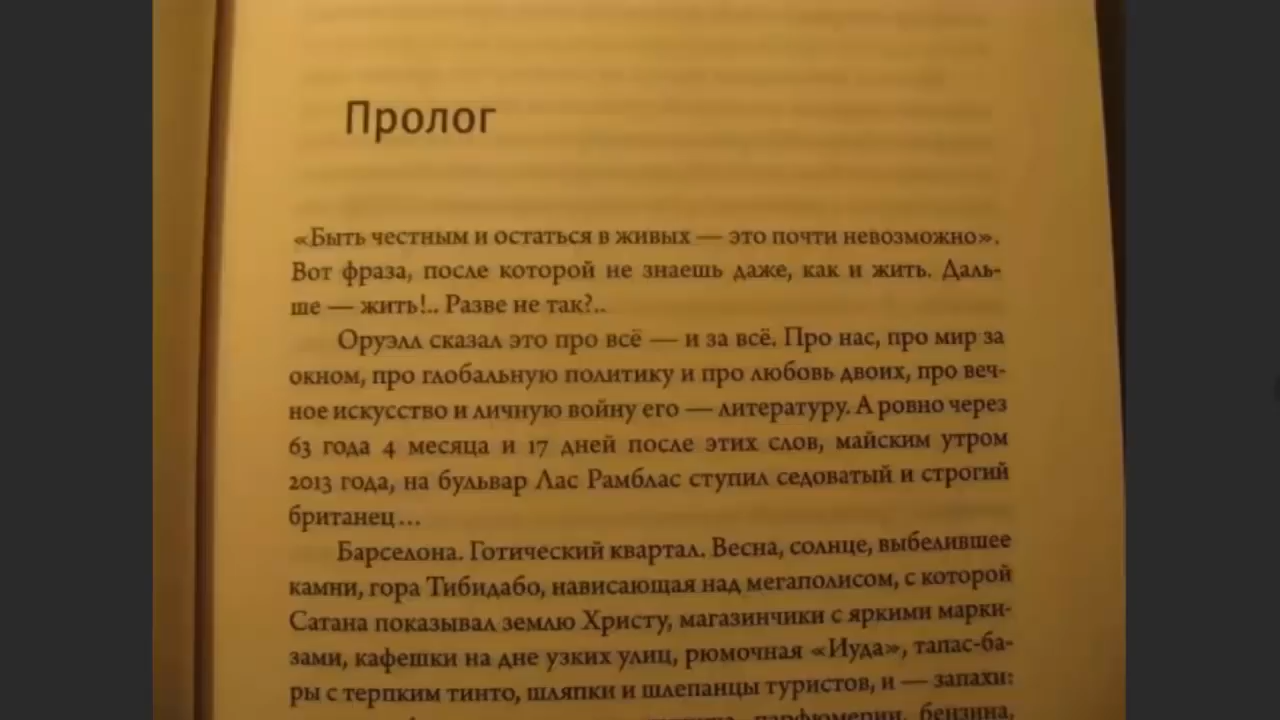 Пролог
«Быть честным и остаться в живых — это почти невозможно».
Вот фраза, после которой не знаешь даже, как и жить. Даль-
ше — жить!.. Разве не так?..
Оруэлл сказал это про всё — и за всё. Про нас, про мир за
окном, про глобальную политику и про любовь двоих, про веч-
ное искусство и личную войну его — литературу. А ровно через
63 года 4 месяца и 17 дней после этих слов, майским утром
2013 года, на бульвар Лас Рамблас ступил седоватый и строгий
британец…
Барселона. Готический квартал. Весна, солнце, выбелившее
камни, гора Тибидабо, нависающая над мегаполисом, с которой
Сатана показывал землю Христу, магазинчики с яркими марки-
зами, кафешки на дне узких улиц, рюмочная «Иуда», тапас-ба-
ры с терпким тинто, шляпки и шлепанцы туристов, и — запахи:
парфюмерии, бензина,